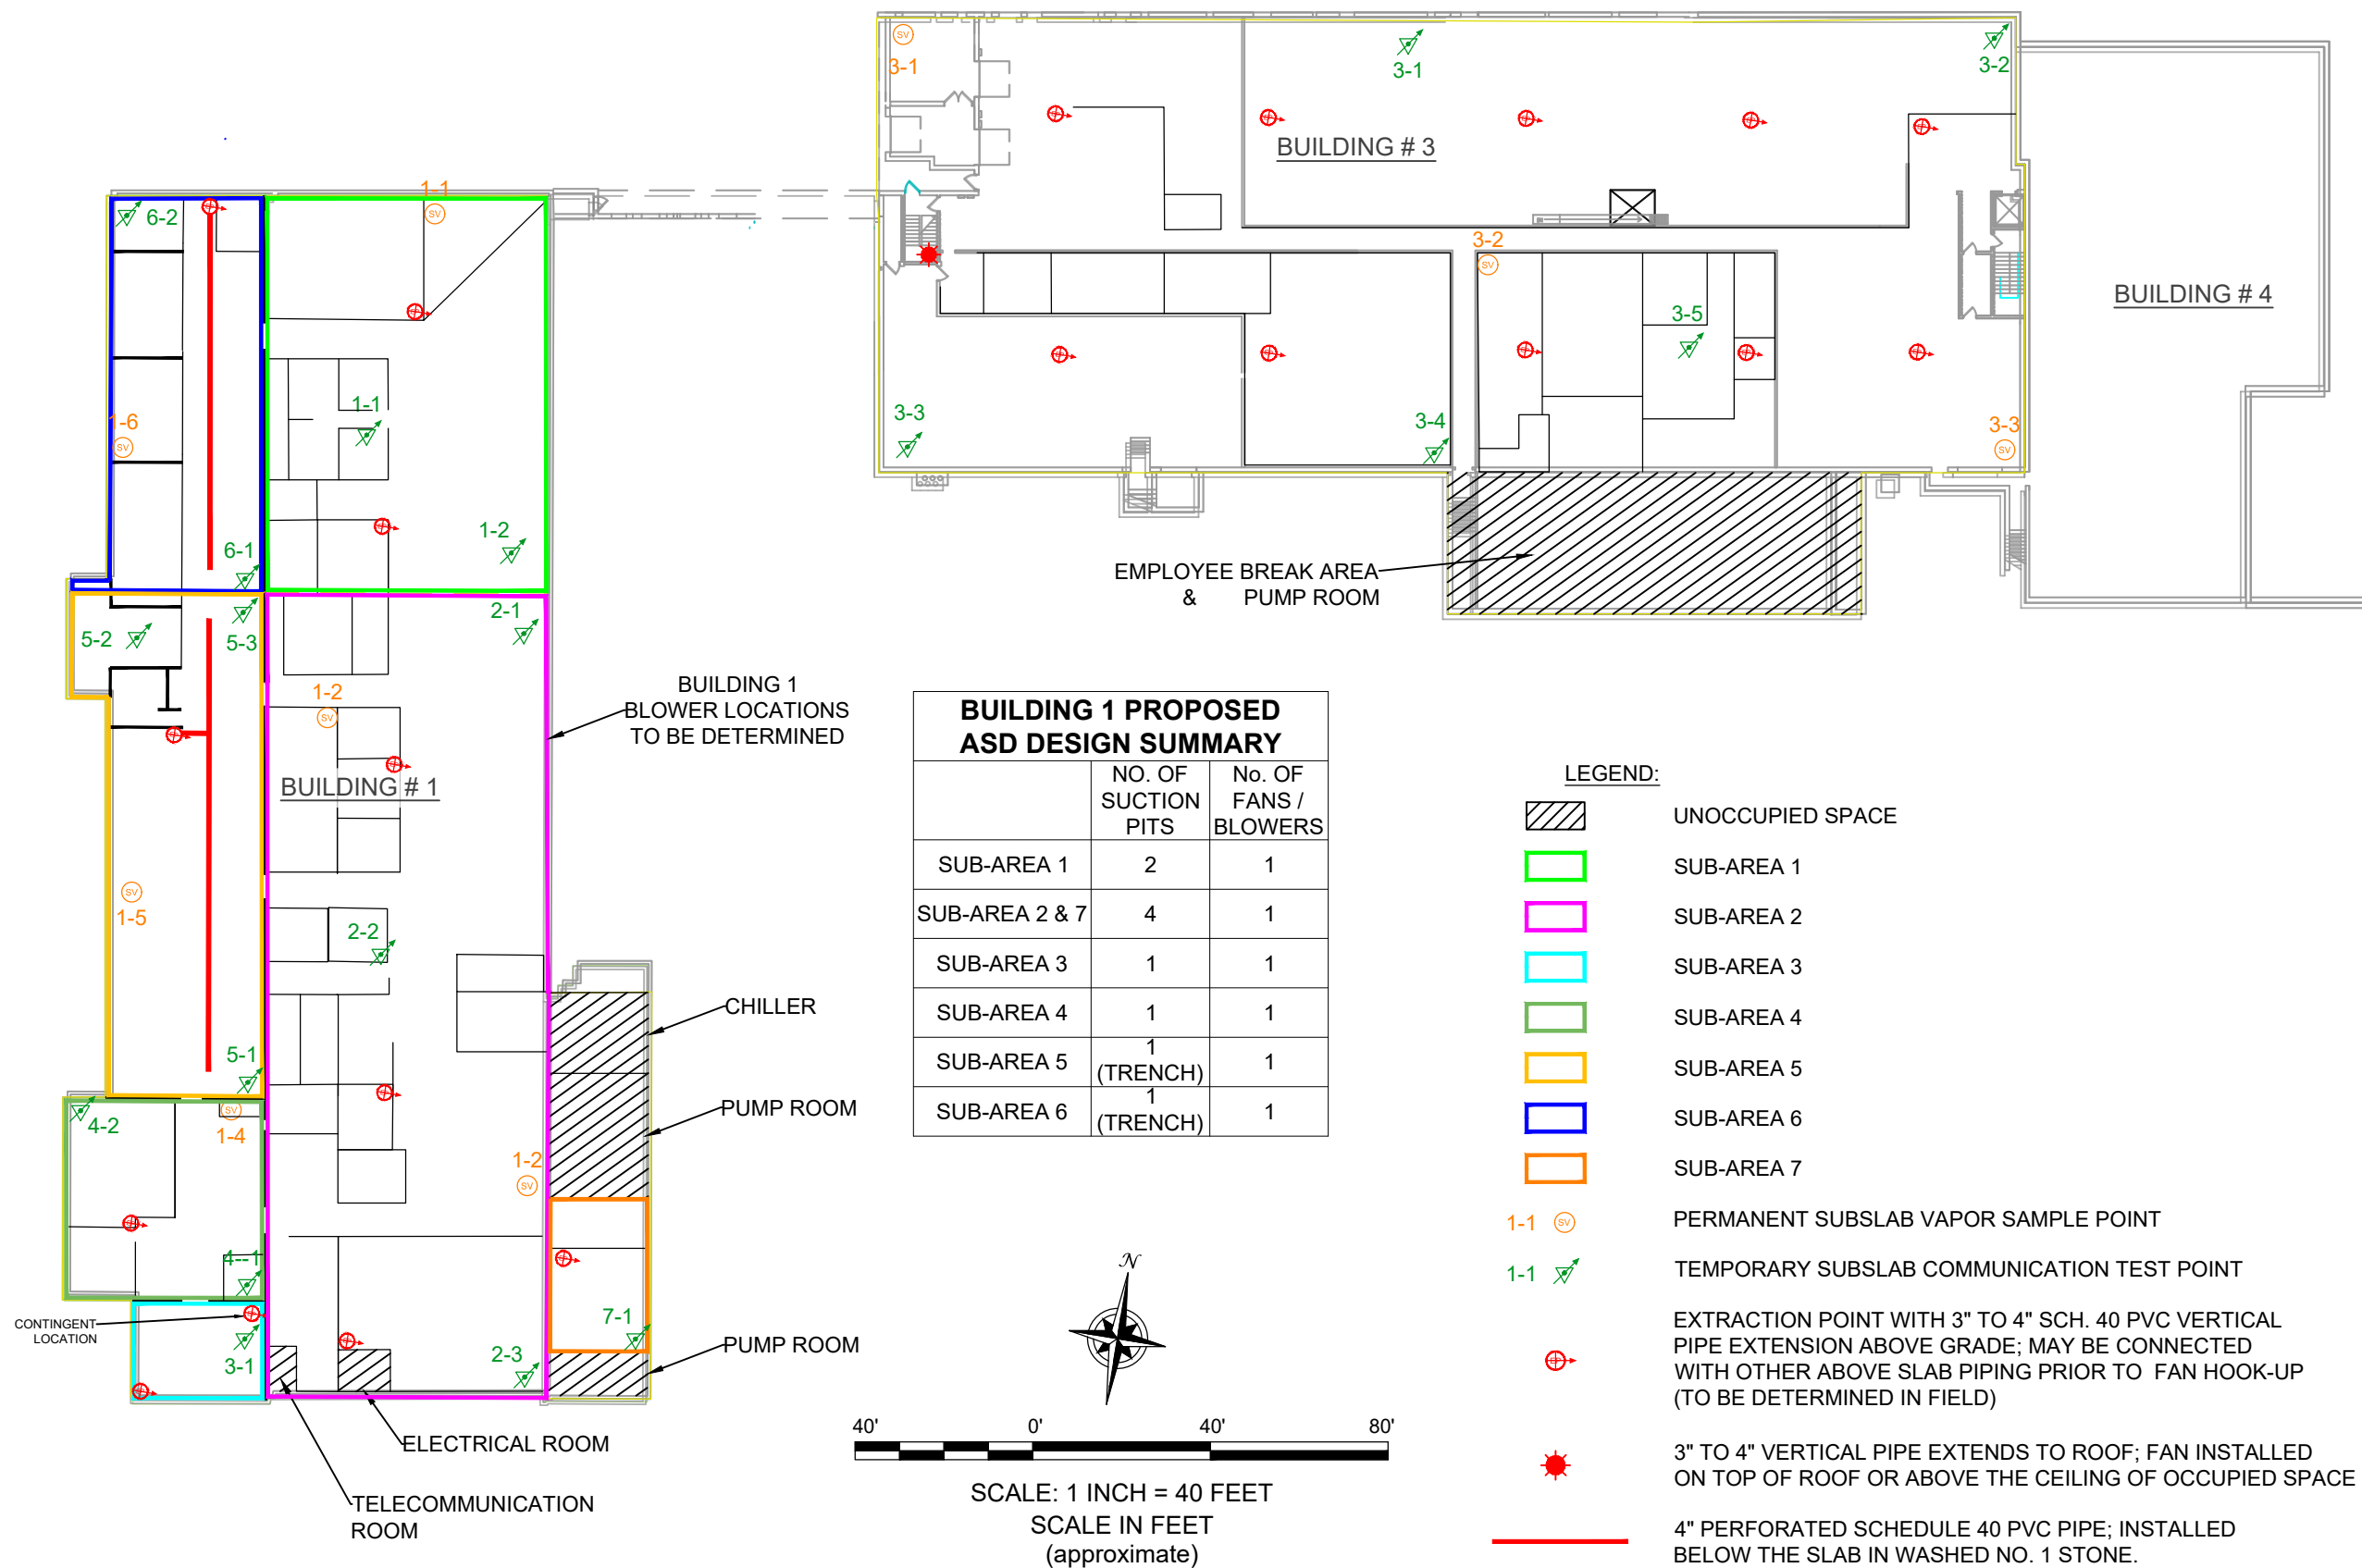 3-1
3-1
3-2
BUILDING # 3
1-1
6-2
3-2
BUILDING # 4
3-5
1-1
1-6
3-3
3-4
3-3
1-2
6-1
EMPLOYEE BREAK AREA
& PUMP ROOM
2-1
5-2
5-3
1-2
BUILDING 1
BLOWER LOCATIONS
TO BE DETERMINED
BUILDING # 1
1-5
2-2
CHILLER
5-1
PUMP ROOM
4-2
1-4
1-2
4--1
7-1
CONTINGENT
LOCATION
3-1
2-3
PUMP ROOM
ELECTRICAL ROOM
TELECOMMUNICATION
ROOM
BUILDING 1 PROPOSED
ASD DESIGN SUMMARY
NO. OF SUCTION PITS
No. OF FANS / BLOWERS
SUB-AREA 1 2 1
SUB-AREA 2 & 7 4 1
SUB-AREA 3 1 1
SUB-AREA 4 1 1
SUB-AREA 5 1 (TRENCH) 1
SUB-AREA 6 1 (TRENCH) 1
N
40' 0' 40' 80'
SCALE: 1 INCH = 40 FEET
SCALE IN FEET
(approximate)
LEGEND:
UNOCCUPIED SPACE
SUB-AREA 1
SUB-AREA 2
SUB-AREA 3
SUB-AREA 4
SUB-AREA 5
SUB-AREA 6
SUB-AREA 7
1-1 SV PERMANENT SUBSLAB VAPOR SAMPLE POINT
1-1 TEMPORARY SUBSLAB COMMUNICATION TEST POINT
EXTRACTION POINT WITH 3" TO 4" SCH. 40 PVC VERTICAL
PIPE EXTENSION ABOVE GRADE; MAY BE CONNECTED
WITH OTHER ABOVE SLAB PIPING PRIOR TO FAN HOOK-UP
(TO BE DETERMINED IN FIELD)
3" TO 4" VERTICAL PIPE EXTENDS TO ROOF; FAN INSTALLED
ON TOP OF ROOF OR ABOVE THE CEILING OF OCCUPIED SPACE
4" PERFORATED SCHEDULE 40 PVC PIPE; INSTALLED
BELOW THE SLAB IN WASHED NO. 1 STONE.